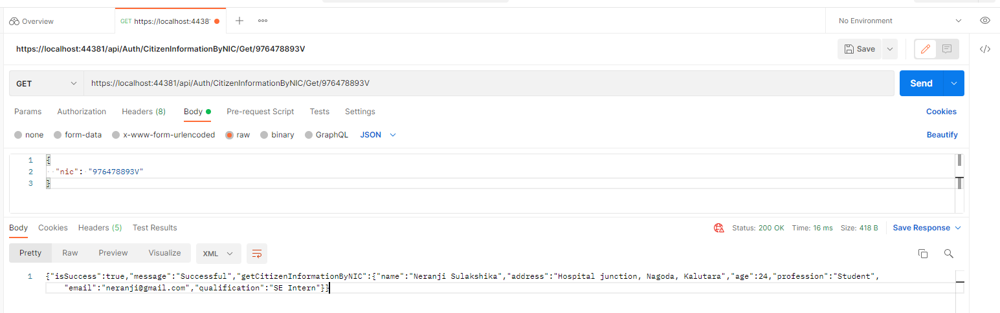 Overview
GET https://localhost:4438
No Environment
https://localhost:44381/api/Auth/CitizenInformationByNIC/Get/976478893V
Save
GET
https://localhost:44381/api/Auth/CitizenInformationByNIC/Get/976478893V
Send
Params Authorization Headers (8) Body Pre-request Script Tests Settings
Cookies
none form-data x-www-form-urlencoded raw binary GraphQL JSON
Beautify
1 {
2 "nic": "976478893V"
3 }
Body Cookies Headers (5) Test Results
Status: 200 OK Time: 16 ms Size: 418 B Save Response
Pretty Raw Preview Visualize XML
1 {"isSuccess":true,"message":"Successful","getCitizenInformationByNIC":{"name":"Neranji Sulakshika","address":"Hospital junction, Nagoda, Kalutara","age":24,"profession":"Student",
"email":"neranji@gmail.com","qualification":"SE Intern"}}